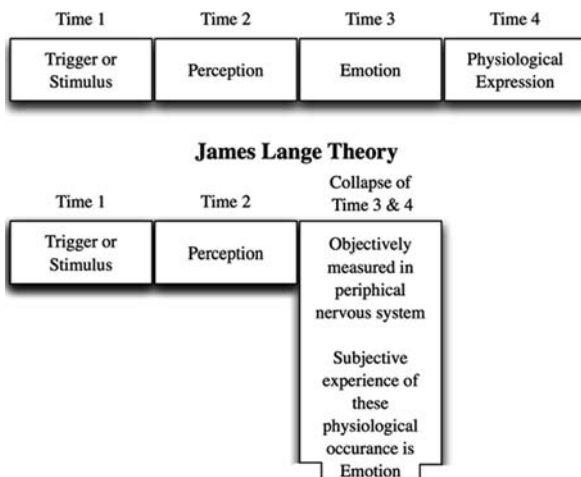 Time 1 Time 2 Time 3 Time 4
Trigger or
Stimulus
Perception
Emotion
Physiological
Expression
James Lange Theory
Time 1 Time 2 Collapse of
Time 3 & 4
Trigger or
Stimulus
Perception
Objectively
measured in
periphical
nervous system
Subjective
experience of
these
physiological
occurance is
Emotion